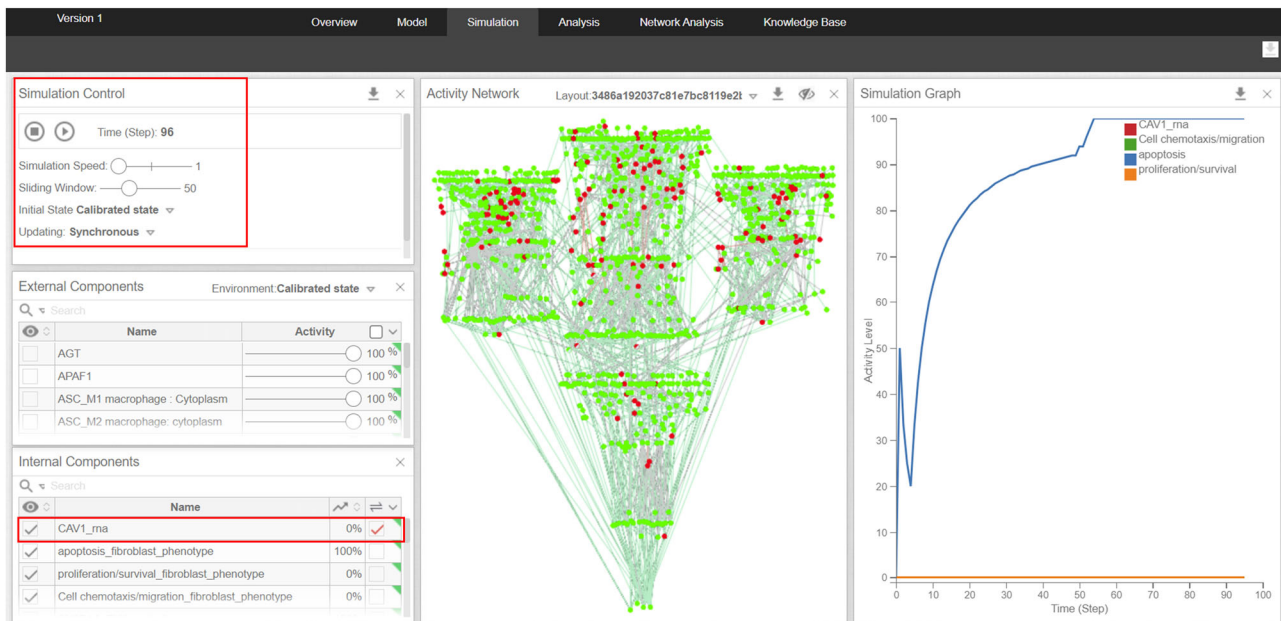 Version 1
Overview Model Simulation Analysis Network Analysis Knowledge Base
Simulation Control
Time (Step): 96
Simulation Speed: 1
Sliding Window: 50
Initial State Calibrated state
Updating: Synchronous
External Components Environment:Calibrated state
Search
Name Activity
AGT 100 %
APAF1 100 %
ASC_M1 macrophage : Cytoplasm 100 %
ASC_M2 macrophage: cytoplasm 100 %
Internal Components
Search
Name
CAV1_rna 0%
apoptosis_fibroblast_phenotype 100%
proliferation/survival_fibroblast_phenotype 0%
Cell chemotaxis/migration_fibroblast_phenotype 0%
Activity Network Layout:3486a192037c81e7bc8119e2
Simulation Graph
CAV1_rna
Cell chemotaxis/migration
apoptosis
proliferation/survival
100
90
80
70
60
50
40
30
20
10
0
Activity Level
0 10 20 30 40 50 60 70 80 90 100
Time (Step)